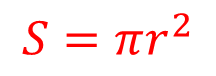 S = πr²